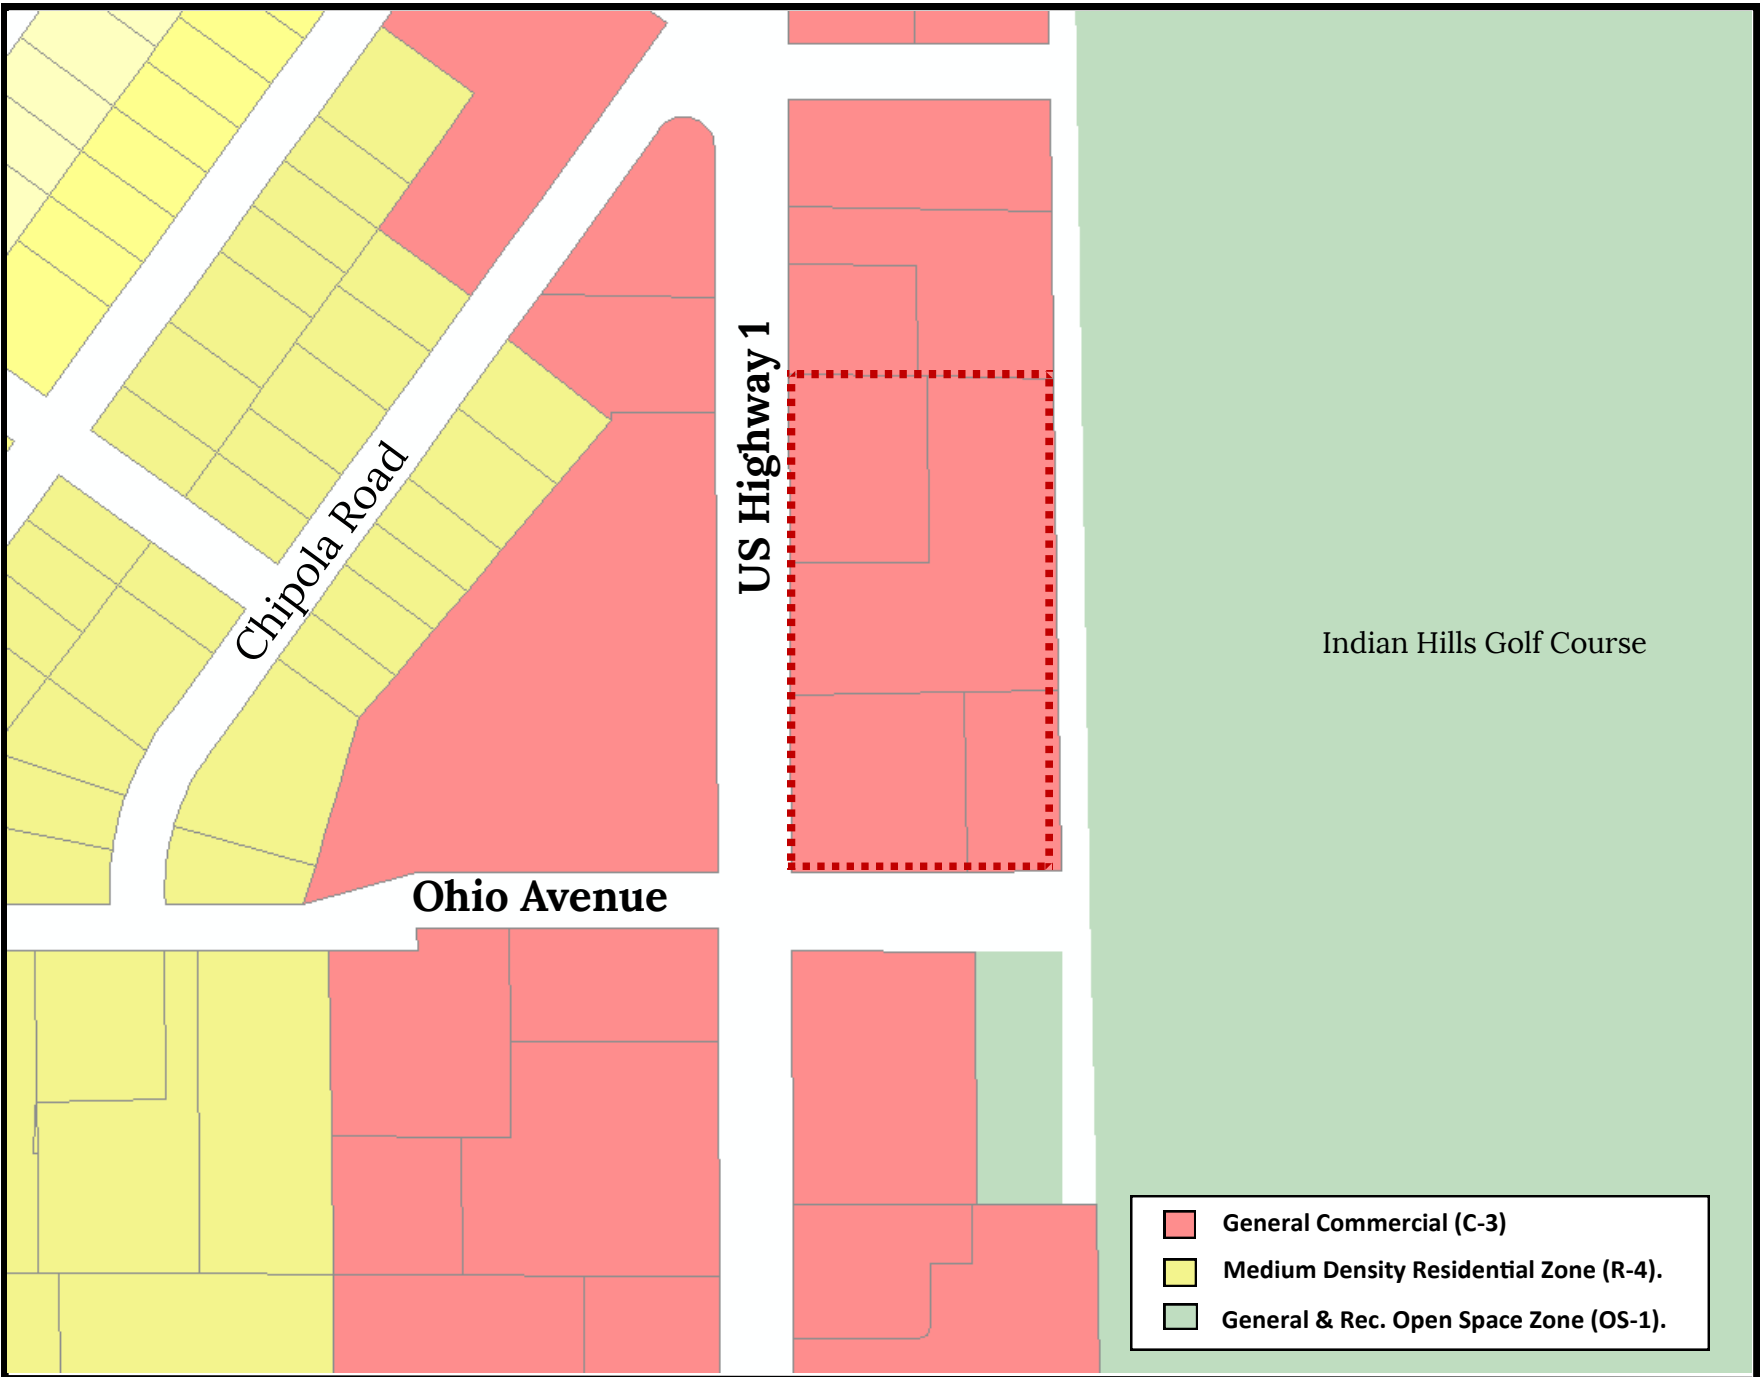 US Highway 1
Chipola Road
Indian Hills Golf Course
Ohio Avenue
General Commercial (C-3)
Medium Density Residential Zone (R-4).
General & Rec. Open Space Zone (OS-1).